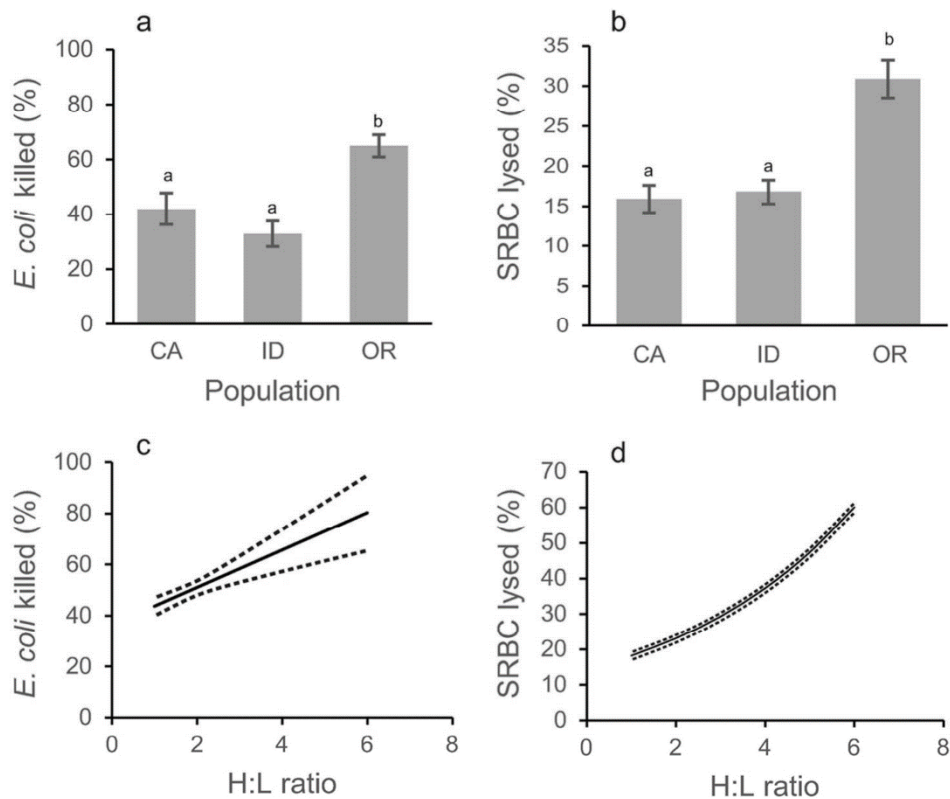 a
E. coli killed (%)
100
80
60
40
20
0
a
a
b
CA ID OR
Population
b
SRBC lysed (%)
35
30
25
20
15
10
5
0
a
a
b
CA ID OR
Population
c
E. coli killed (%)
100
80
60
40
20
0
0 2 4 6 8
H:L ratio
d
SRBC lysed (%)
70
60
50
40
30
20
10
0
0 2 4 6 8
H:L ratio